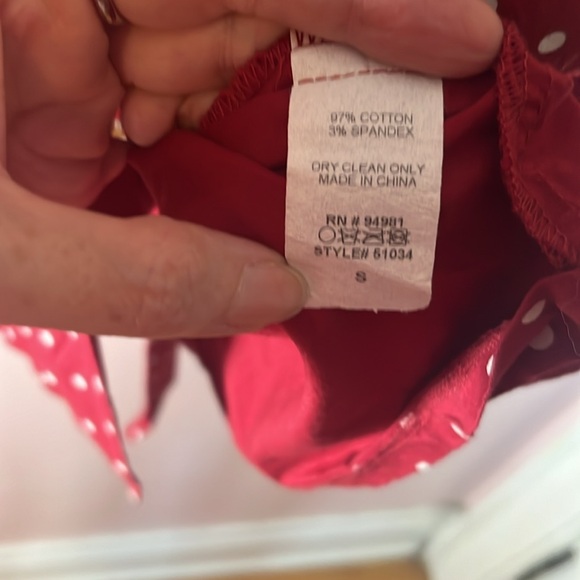 97% COTTON
3% SPANDEX
DRY CLEAN ONLY
MADE IN CHINA
RN # 94981
STYLE# 51034
S